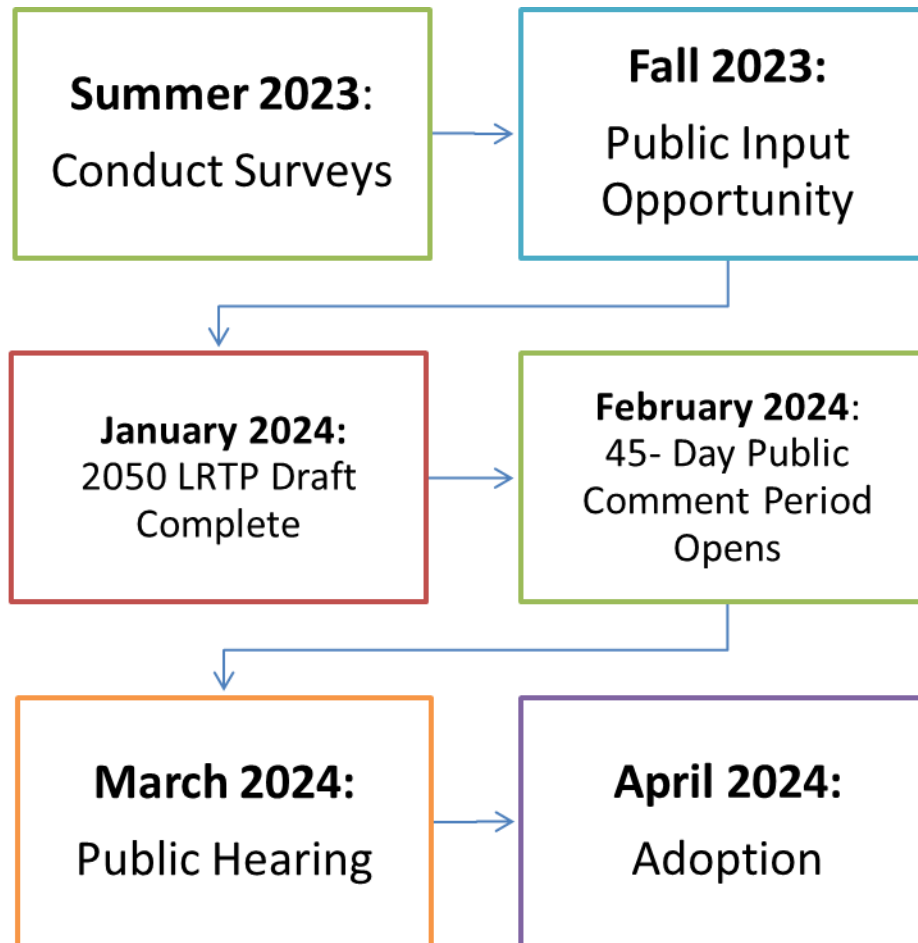 Summer 2023:
Conduct Surveys
Fall 2023:
Public Input
Opportunity
January 2024:
2050 LRTP Draft
Complete
February 2024:
45- Day Public
Comment Period
Opens
March 2024:
Public Hearing
April 2024:
Adoption